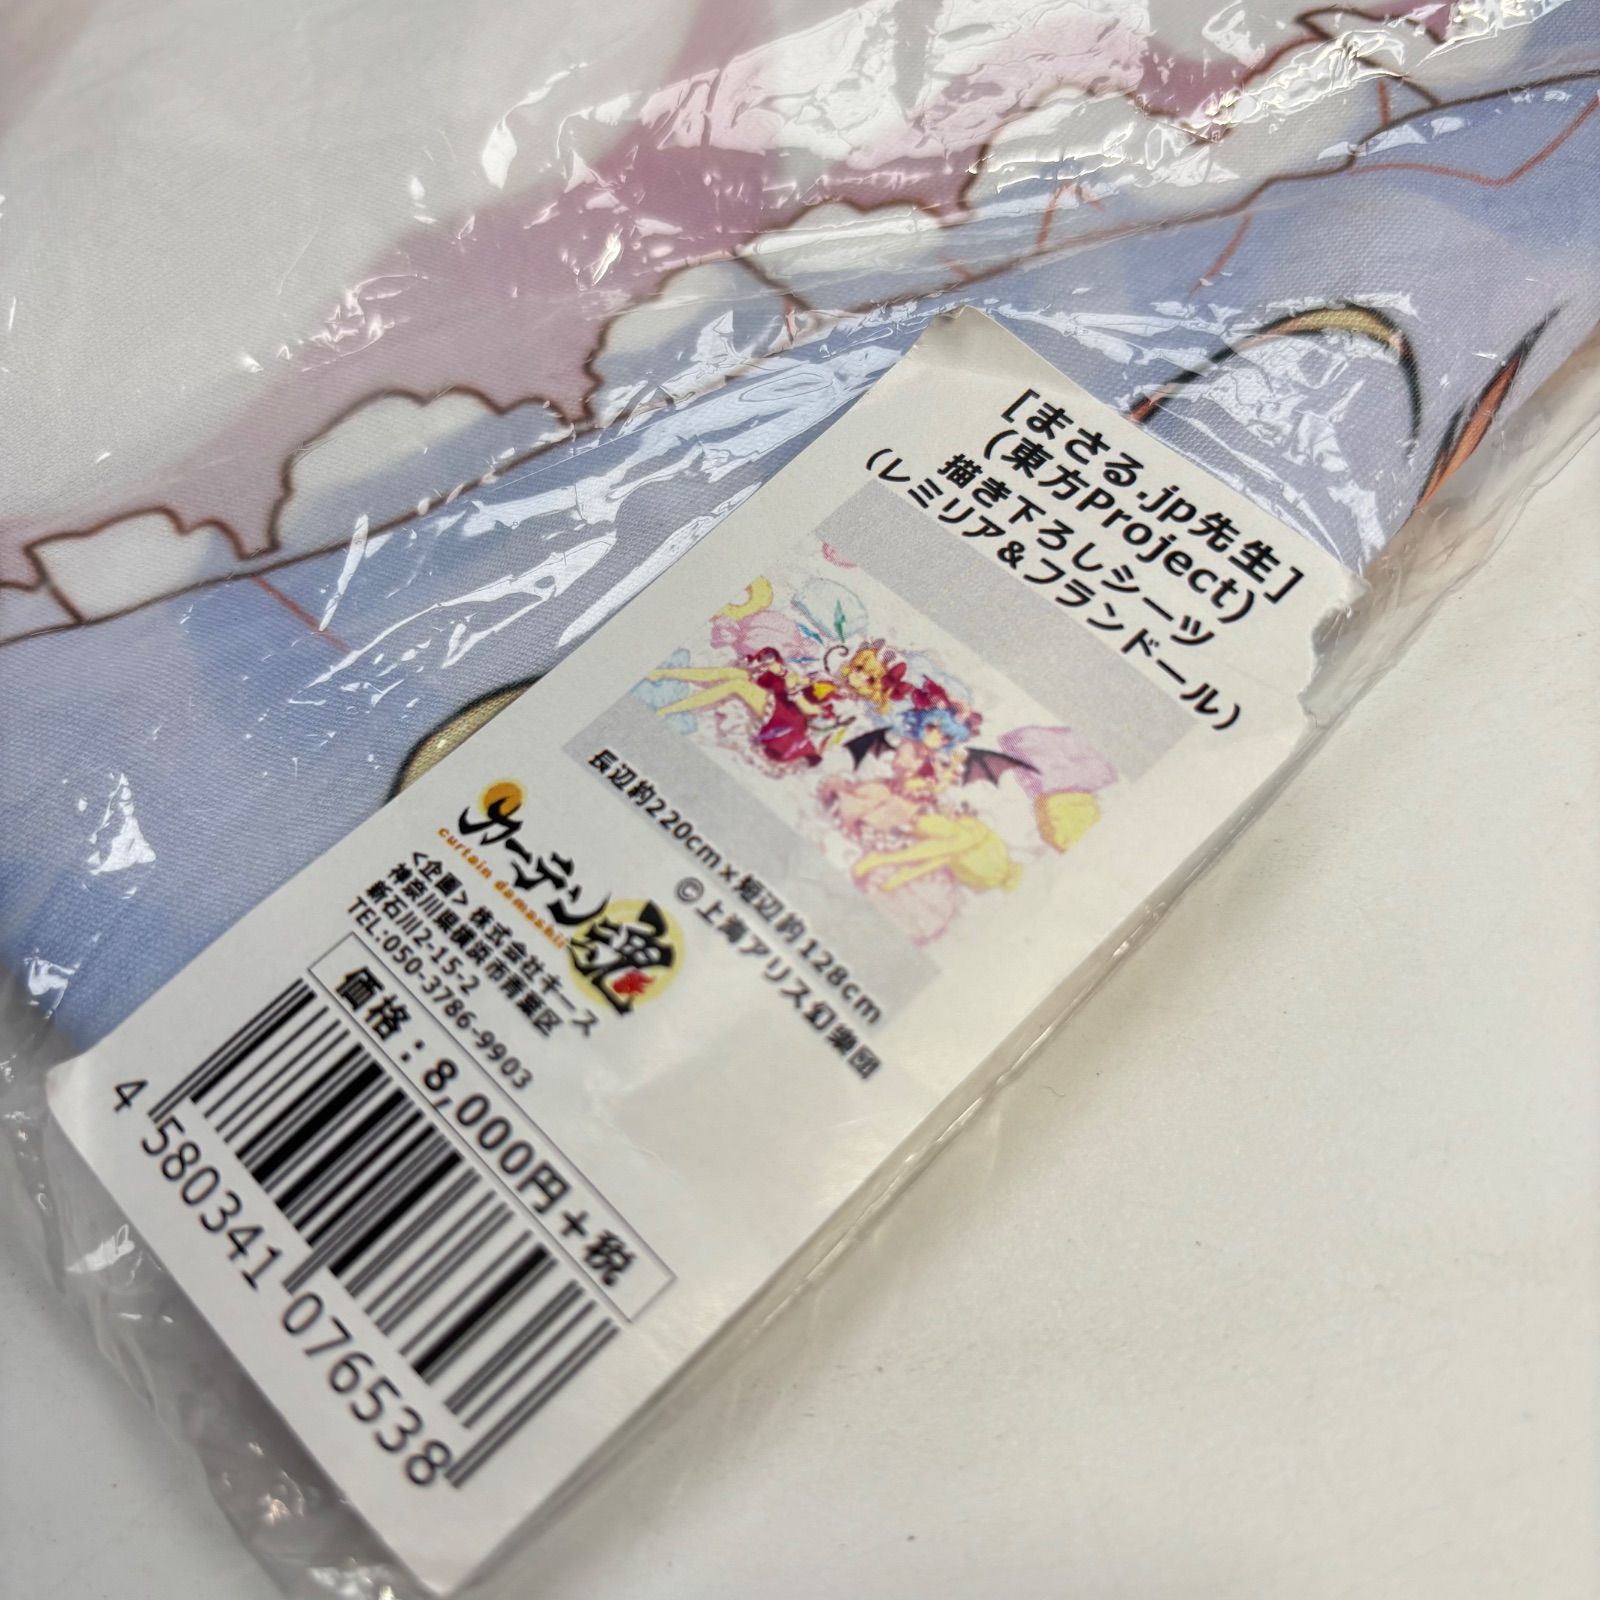 [まさる.jp先生]
(東方Project)
描き下ろしシーツ
(レミリア&フランドール)
長辺約220cm×短辺約128cm
©上海アリス幻樂団
カーテン魂
curtain damashii
<企画>株式会社キース
神奈川県横浜市青葉区
新石川2-15-2
TEL:050-3786-9903
価格:8,000円+税
4 580341 076538